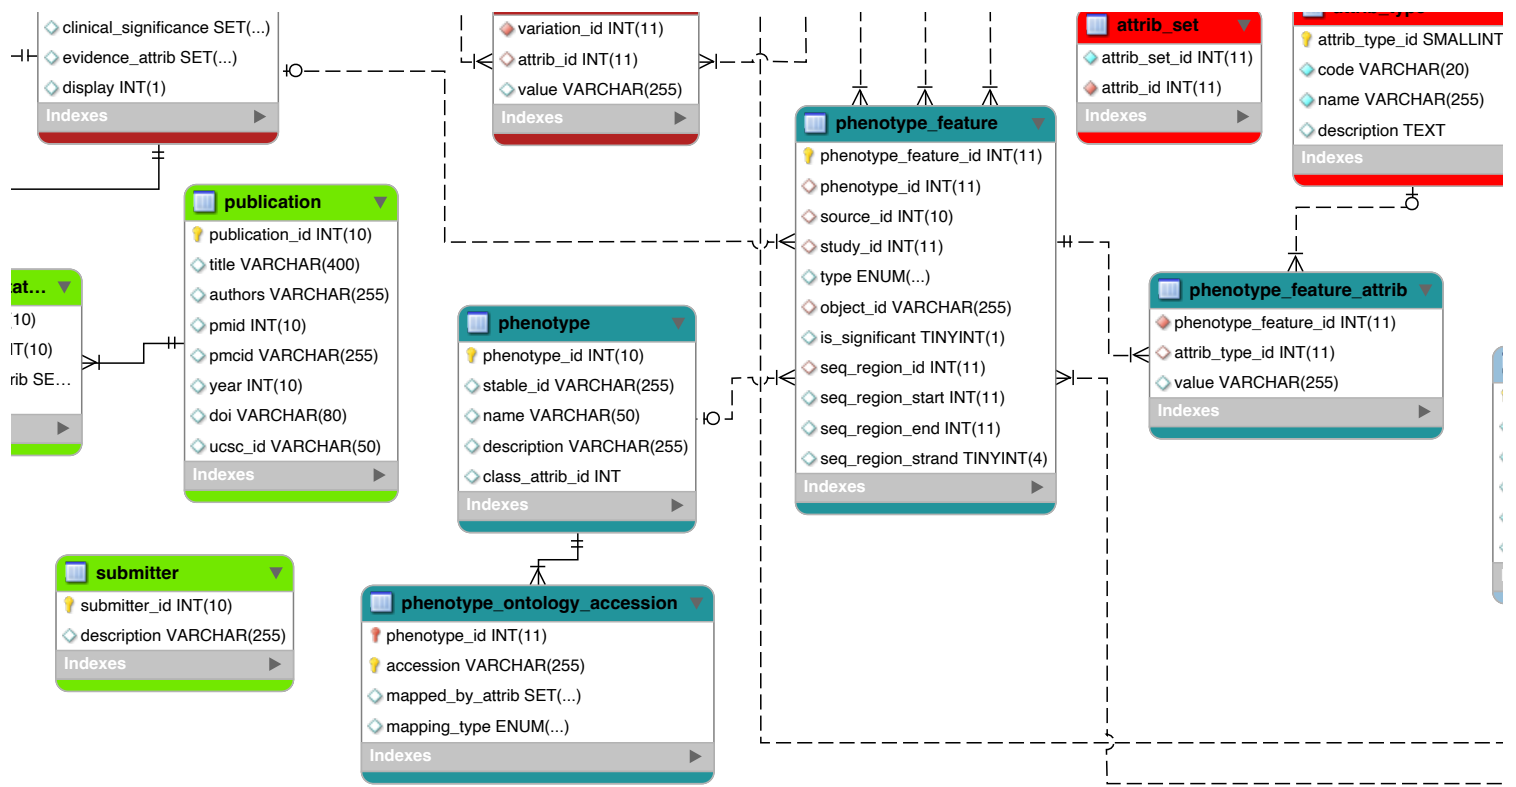 clinical_significance SET(...)
evidence_attrib SET(...)
display INT(1)
Indexes
variation_id INT(11)
attrib_id INT(11)
value VARCHAR(255)
Indexes
attrib_set
attrib_set_id INT(11)
attrib_id INT(11)
Indexes
attrib_type
attrib_type_id SMALLINT
code VARCHAR(20)
name VARCHAR(255)
description TEXT
Indexes
phenotype_feature
phenotype_feature_id INT(11)
phenotype_id INT(11)
source_id INT(10)
study_id INT(11)
type ENUM(...)
object_id VARCHAR(255)
is_significant TINYINT(1)
seq_region_id INT(11)
seq_region_start INT(11)
seq_region_end INT(11)
seq_region_strand TINYINT(4)
Indexes
publication
publication_id INT(10)
title VARCHAR(400)
authors VARCHAR(255)
pmid INT(10)
pmcid VARCHAR(255)
year INT(10)
doi VARCHAR(80)
ucsc_id VARCHAR(50)
Indexes
tat...
10)
IT(10)
rib SE...
phenotype
phenotype_id INT(10)
stable_id VARCHAR(255)
name VARCHAR(50)
description VARCHAR(255)
class_attrib_id INT
Indexes
phenotype_feature_attrib
phenotype_feature_id INT(11)
attrib_type_id INT(11)
value VARCHAR(255)
Indexes
submitter
submitter_id INT(10)
description VARCHAR(255)
Indexes
phenotype_ontology_accession
phenotype_id INT(11)
accession VARCHAR(255)
mapped_by_attrib SET(...)
mapping_type ENUM(...)
Indexes